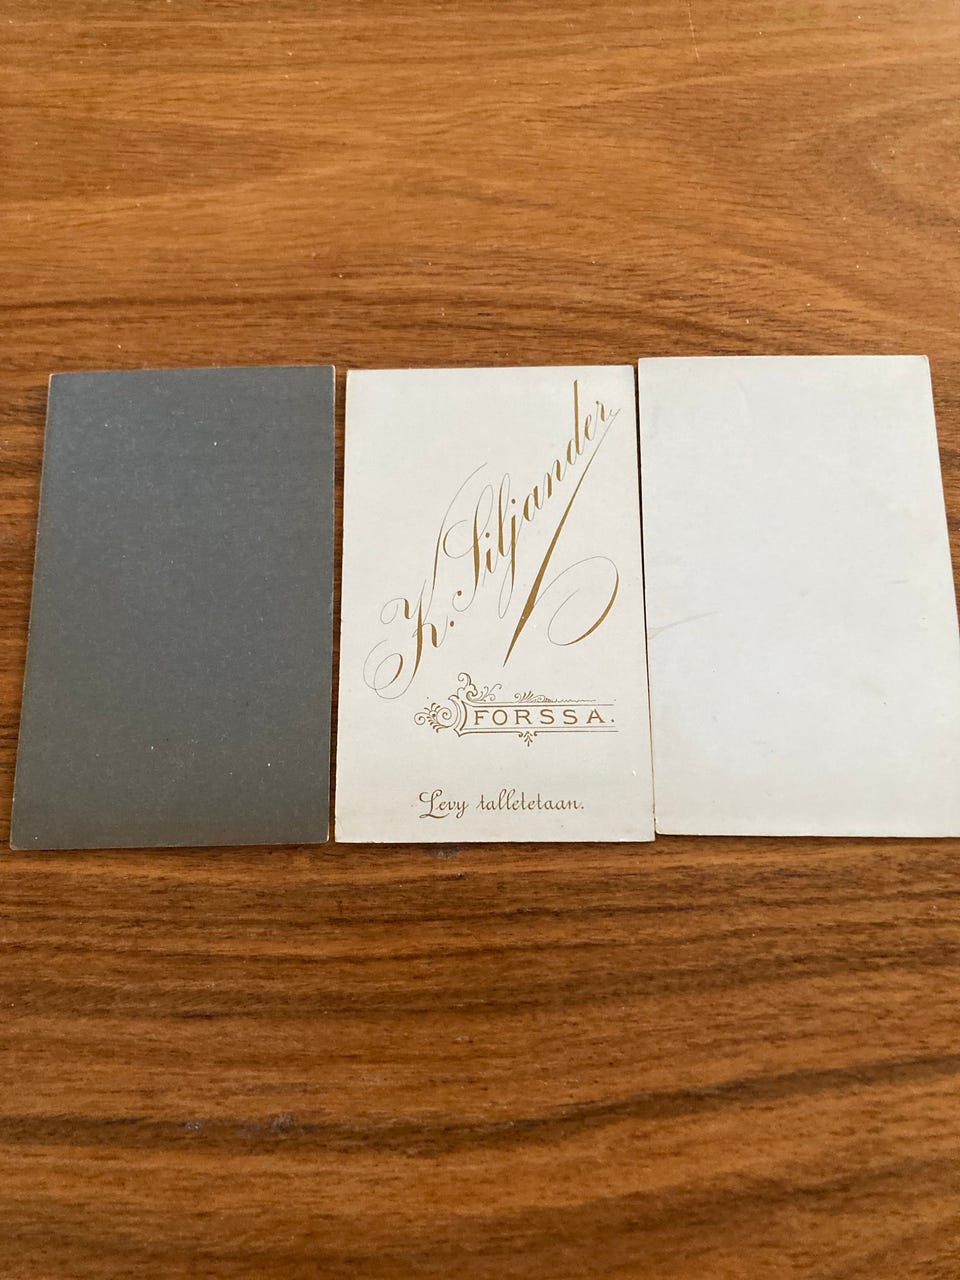 K. Siljander
FORSSA.
Levy talletetaan.